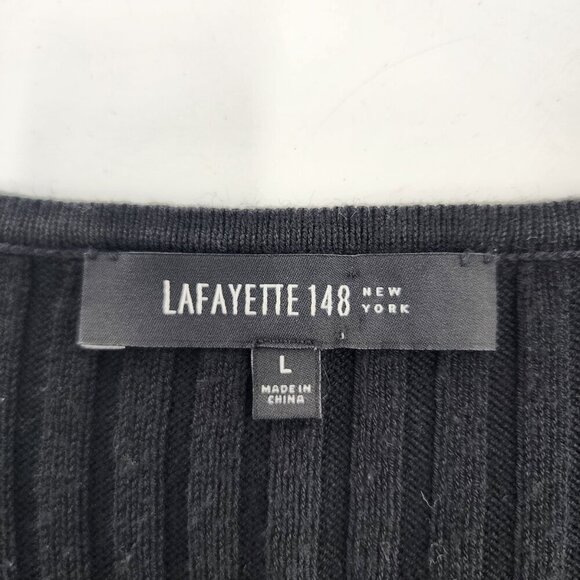 LAFAYETTE 148 NEW YORK
L
MADE IN
CHINA